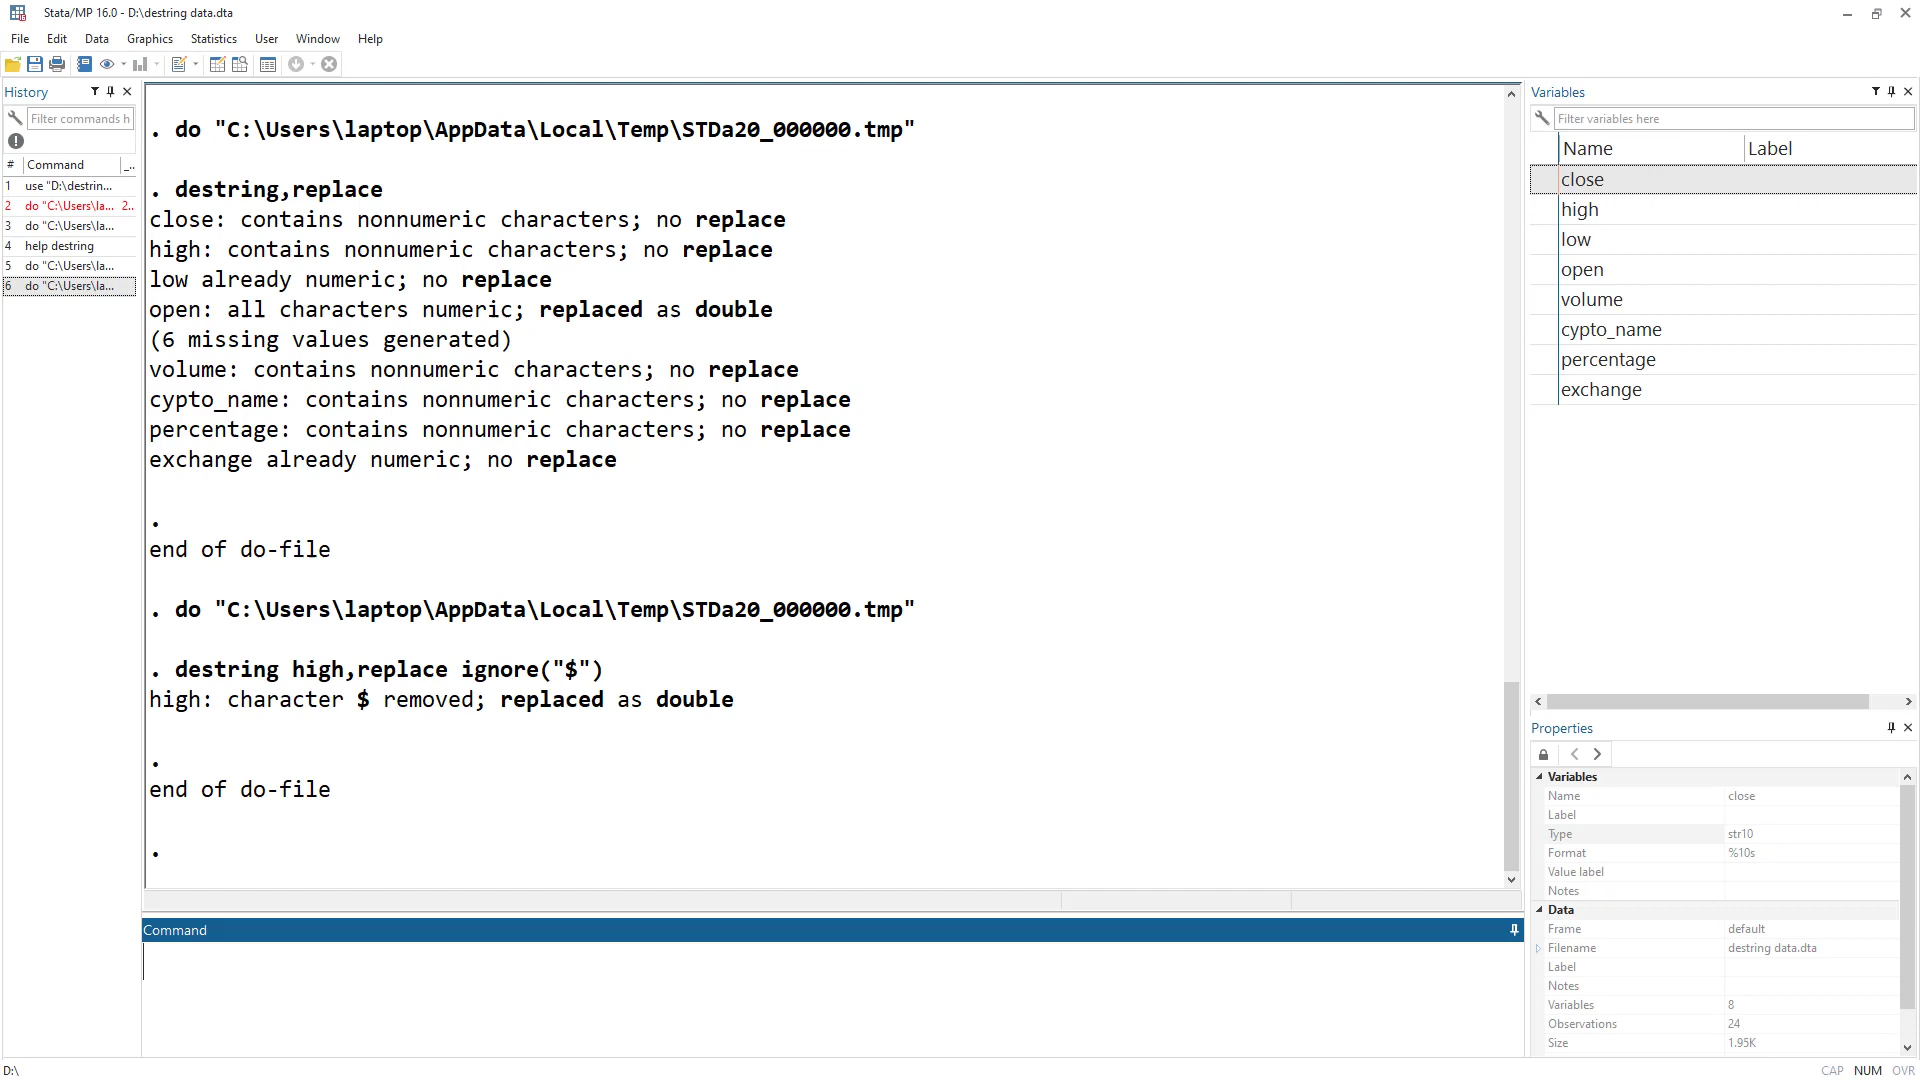 Stata/MP 16.0 - D:\destring data.dta
File Edit Data Graphics Statistics User Window Help
History
Filter commands h
# Command _..
1 use "D:\destrin...
2 do "C:\Users\la... 2..
3 do "C:\Users\la...
4 help destring
5 do "C:\Users\la...
6 do "C:\Users\la...
. do "C:\Users\laptop\AppData\Local\Temp\STDa20_000000.tmp"
. destring,replace
close: contains nonnumeric characters; no replace
high: contains nonnumeric characters; no replace
low already numeric; no replace
open: all characters numeric; replaced as double
(6 missing values generated)
volume: contains nonnumeric characters; no replace
cypto_name: contains nonnumeric characters; no replace
percentage: contains nonnumeric characters; no replace
exchange already numeric; no replace
.
end of do-file
. do "C:\Users\laptop\AppData\Local\Temp\STDa20_000000.tmp"
. destring high,replace ignore("$")
high: character $ removed; replaced as double
.
end of do-file
.
Command
Variables
Filter variables here
Name Label
close
high
low
open
volume
cypto_name
percentage
exchange
Properties
Variables
Name close
Label
Type str10
Format %10s
Value label
Notes
Data
Frame default
Filename destring data.dta
Label
Notes
Variables 8
Observations 24
Size 1.95K
D:\
CAP NUM OVR